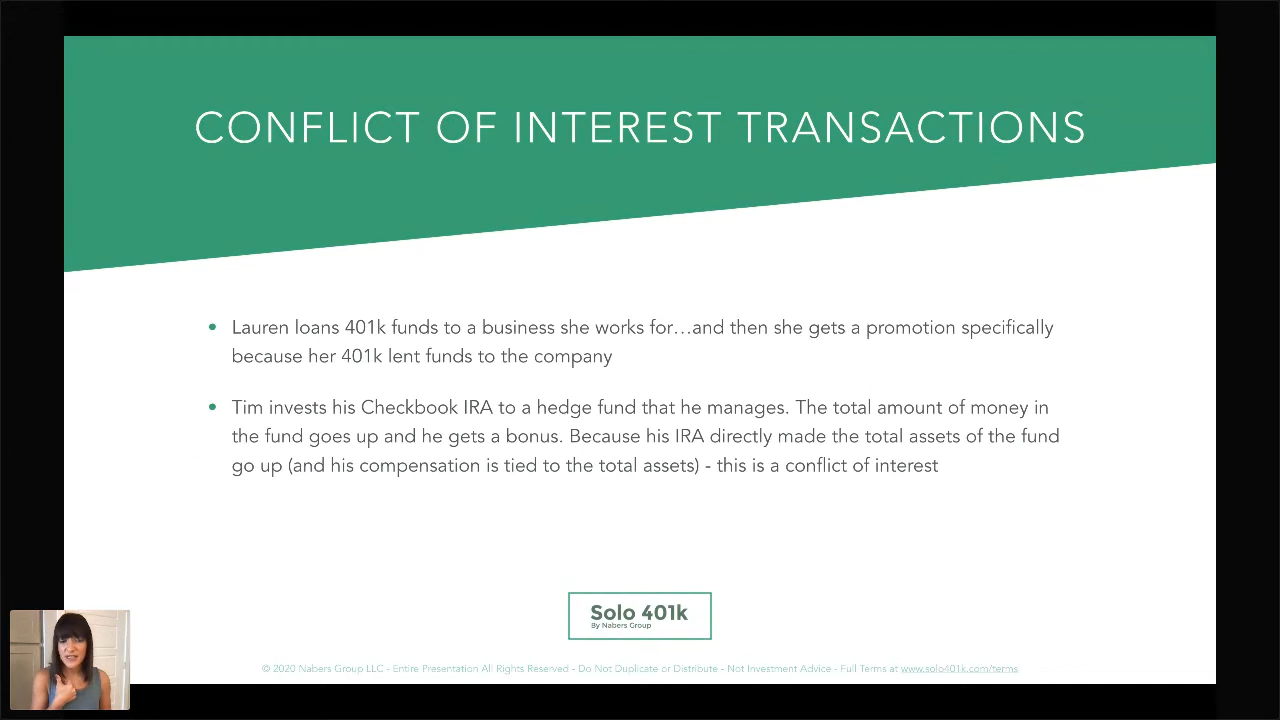 CONFLICT OF INTEREST TRANSACTIONS
• Lauren loans 401k funds to a business she works for…and then she gets a promotion specifically
because her 401k lent funds to the company
• Tim invests his Checkbook IRA to a hedge fund that he manages. The total amount of money in
the fund goes up and he gets a bonus. Because his IRA directly made the total assets of the fund
go up (and his compensation is tied to the total assets) - this is a conflict of interest
Solo 401k
By Nabers Group
© 2020 Nabers Group LLC - Entire Presentation All Rights Reserved - Do Not Duplicate or Distribute - Not Investment Advice - Full Terms at www.solo401k.com/terms